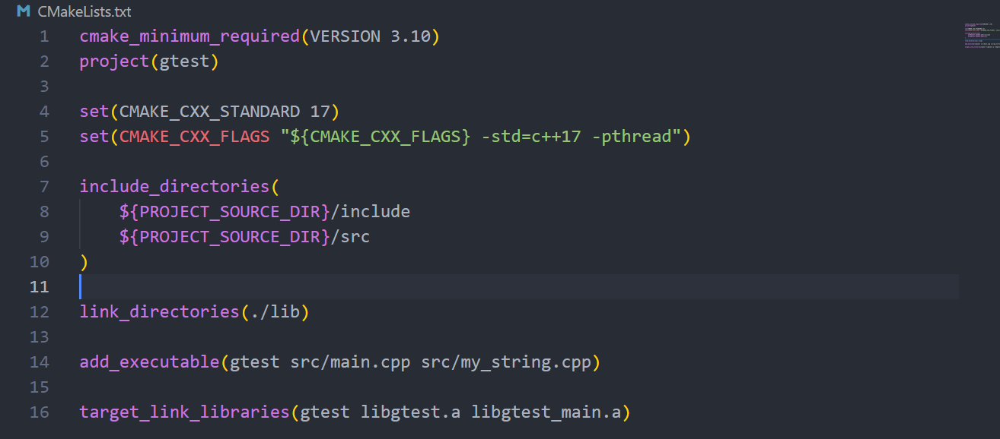 CMakeLists.txt
1 cmake_minimum_required(VERSION 3.10)
2 project(gtest)
3
4 set(CMAKE_CXX_STANDARD 17)
5 set(CMAKE_CXX_FLAGS "${CMAKE_CXX_FLAGS} -std=c++17 -pthread")
6
7 include_directories(
8     ${PROJECT_SOURCE_DIR}/include
9     ${PROJECT_SOURCE_DIR}/src
10 )
11
12 link_directories(./lib)
13
14 add_executable(gtest src/main.cpp src/my_string.cpp)
15
16 target_link_libraries(gtest libgtest.a libgtest_main.a)